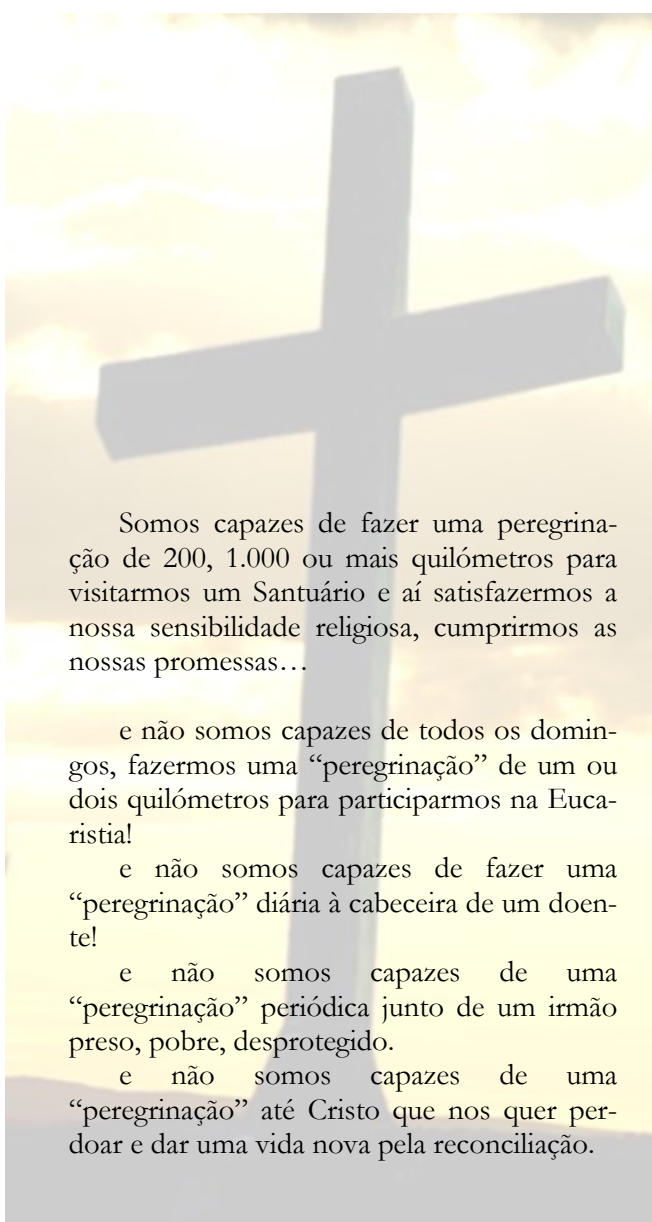 Somos capazes de fazer uma peregrina-
ção de 200, 1.000 ou mais quilómetros para
visitarmos um Santuário e aí satisfazermos a
nossa sensibilidade religiosa, cumprirmos as
nossas promessas…
e não somos capazes de todos os domin-
gos, fazermos uma “peregrinação” de um ou
dois quilómetros para participarmos na Euca-
ristia!
e não somos capazes de fazer uma
“peregrinação” diária à cabeceira de um doen-
te!
e não somos capazes de uma
“peregrinação” periódica junto de um irmão
preso, pobre, desprotegido.
e não somos capazes de uma
“peregrinação” até Cristo que nos quer per-
doar e dar uma vida nova pela reconciliação.